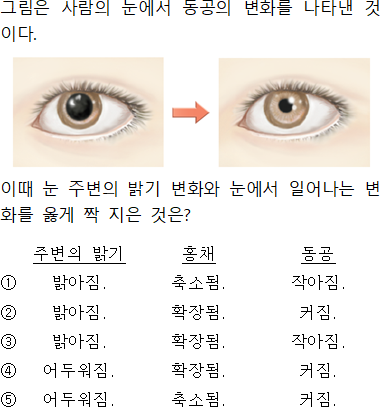 그림은 사람의 눈에서 동공의 변화를 나타낸 것
이다.
이때 눈 주변의 밝기 변화와 눈에서 일어나는 변
화를 옳게 짝 지은 것은?
주변의 밝기 홍채 동공
① 밝아짐. 축소됨. 작아짐.
② 밝아짐. 확장됨. 커짐.
③ 밝아짐. 확장됨. 작아짐.
④ 어두워짐. 확장됨. 커짐.
⑤ 어두워짐. 축소됨. 커짐.